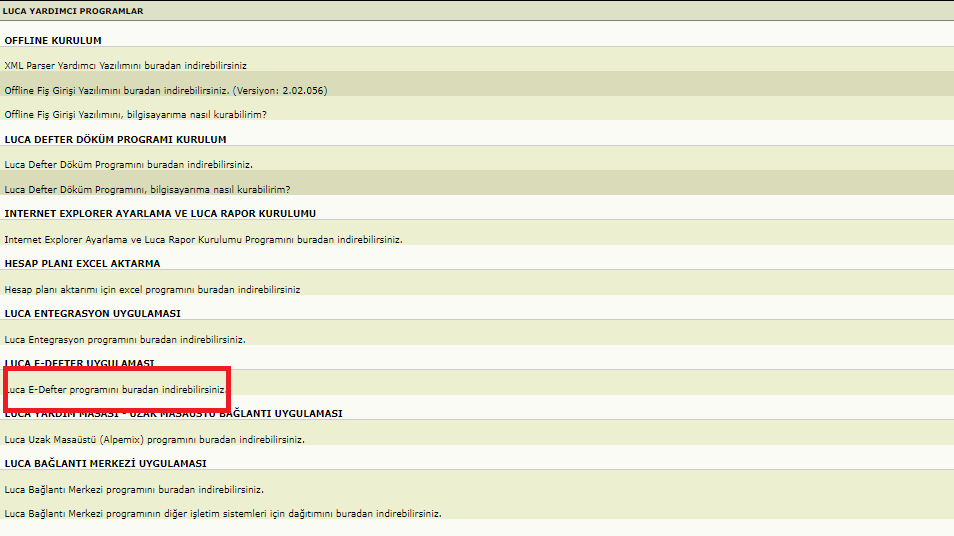 LUCA YARDIMCI PROGRAMLAR
OFFLINE KURULUM
XML Parser Yardımcı Yazılımını buradan indirebilirsiniz
Offline Fiş Girişi Yazılımını buradan indirebilirsiniz. (Versiyon: 2.02.056)
Offline Fiş Girişi Yazılımını, bilgisayarıma nasıl kurabilirim?
LUCA DEFTER DÖKÜM PROGRAMI KURULUM
Luca Defter Döküm Programını buradan indirebilirsiniz.
Luca Defter Döküm Programını, bilgisayarıma nasıl kurabilirim?
INTERNET EXPLORER AYARLAMA VE LUCA RAPOR KURULUMU
Internet Explorer Ayarlama ve Luca Rapor Kurulumu Programını buradan indirebilirsiniz.
HESAP PLANI EXCEL AKTARMA
Hesap planı aktarımı için excel programını buradan indirebilirsiniz
LUCA ENTEGRASYON UYGULAMASI
Luca Entegrasyon programını buradan indirebilirsiniz.
LUCA E-DEFTER UYGULAMASI
Luca E-Defter programını buradan indirebilirsiniz.
LUCA YARDIM MASASI - UZAK MASAÜSTÜ BAĞLANTI UYGULAMASI
Luca Uzak Masaüstü (Alpemix) programını buradan indirebilirsiniz.
LUCA BAĞLANTI MERKEZİ UYGULAMASI
Luca Bağlantı Merkezi programını buradan indirebilirsiniz.
Luca Bağlantı Merkezi programının diğer işletim sistemleri için dağıtımını buradan indirebilirsiniz.